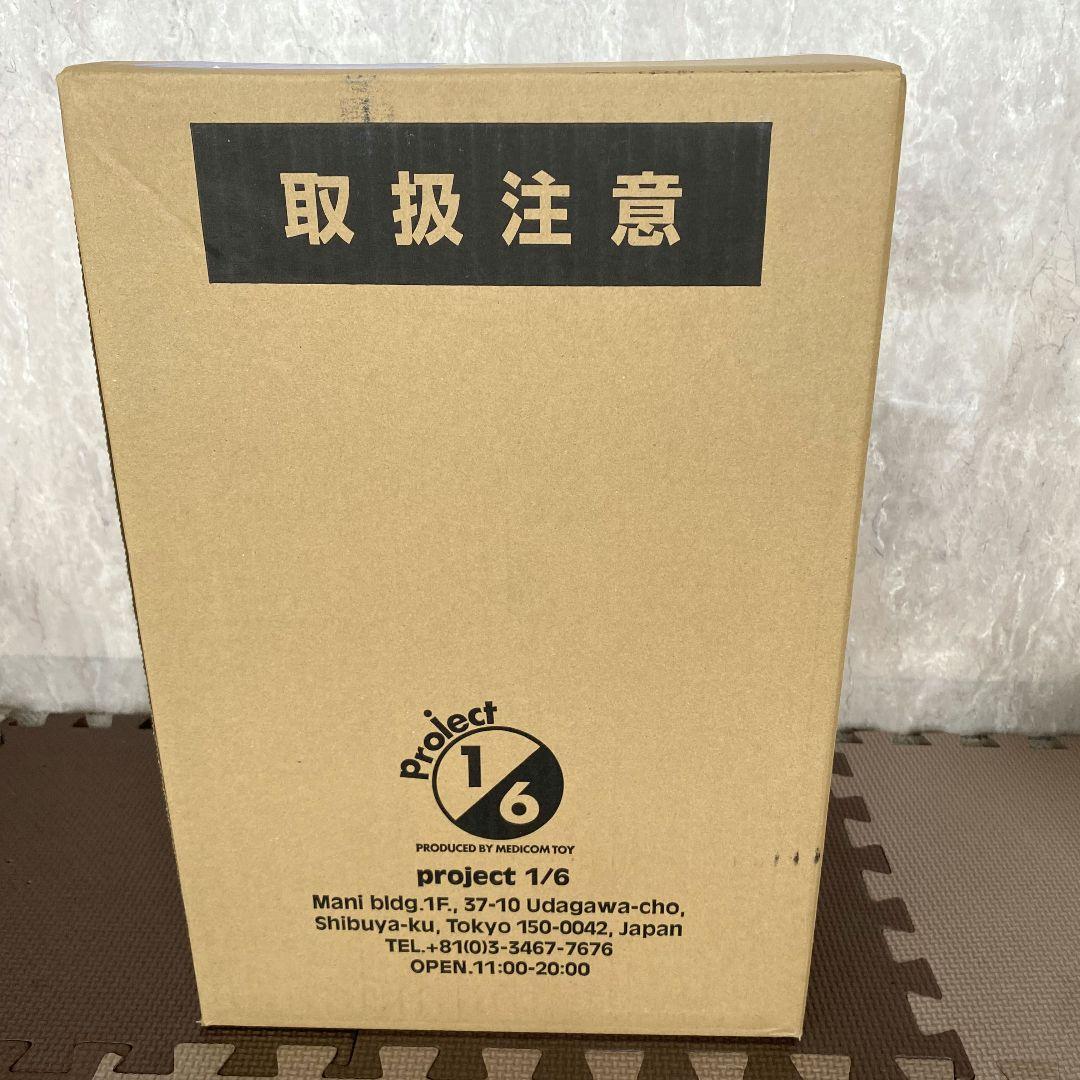 取扱注意
project
1/6
PRODUCED BY MEDICOM TOY
project 1/6
Mani bldg.1F., 37-10 Udagawa-cho,
Shibuya-ku, Tokyo 150-0042, Japan
TEL.+81(0)3-3467-7676
OPEN.11:00-20:00